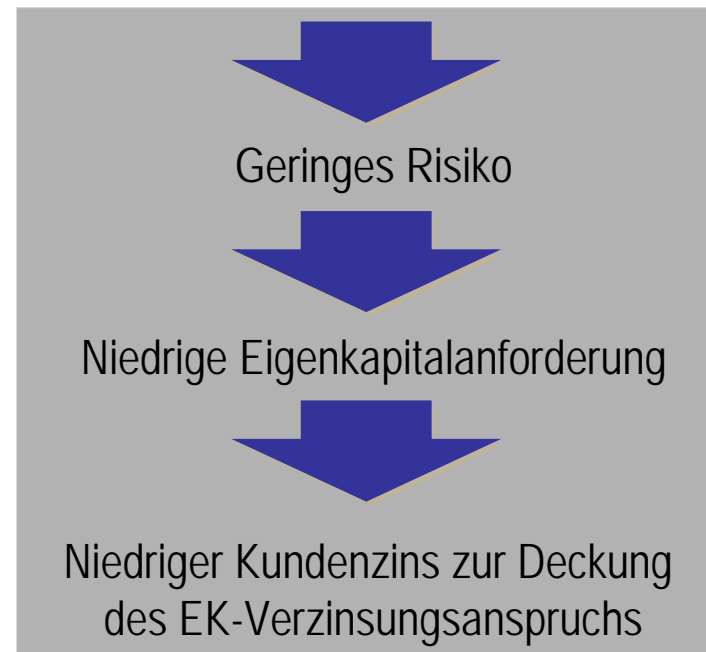 Geringes Risiko
Niedrige Eigenkapitalanforderung
Niedriger Kundenzins zur Deckung
des EK-Verzinsungsanspruchs